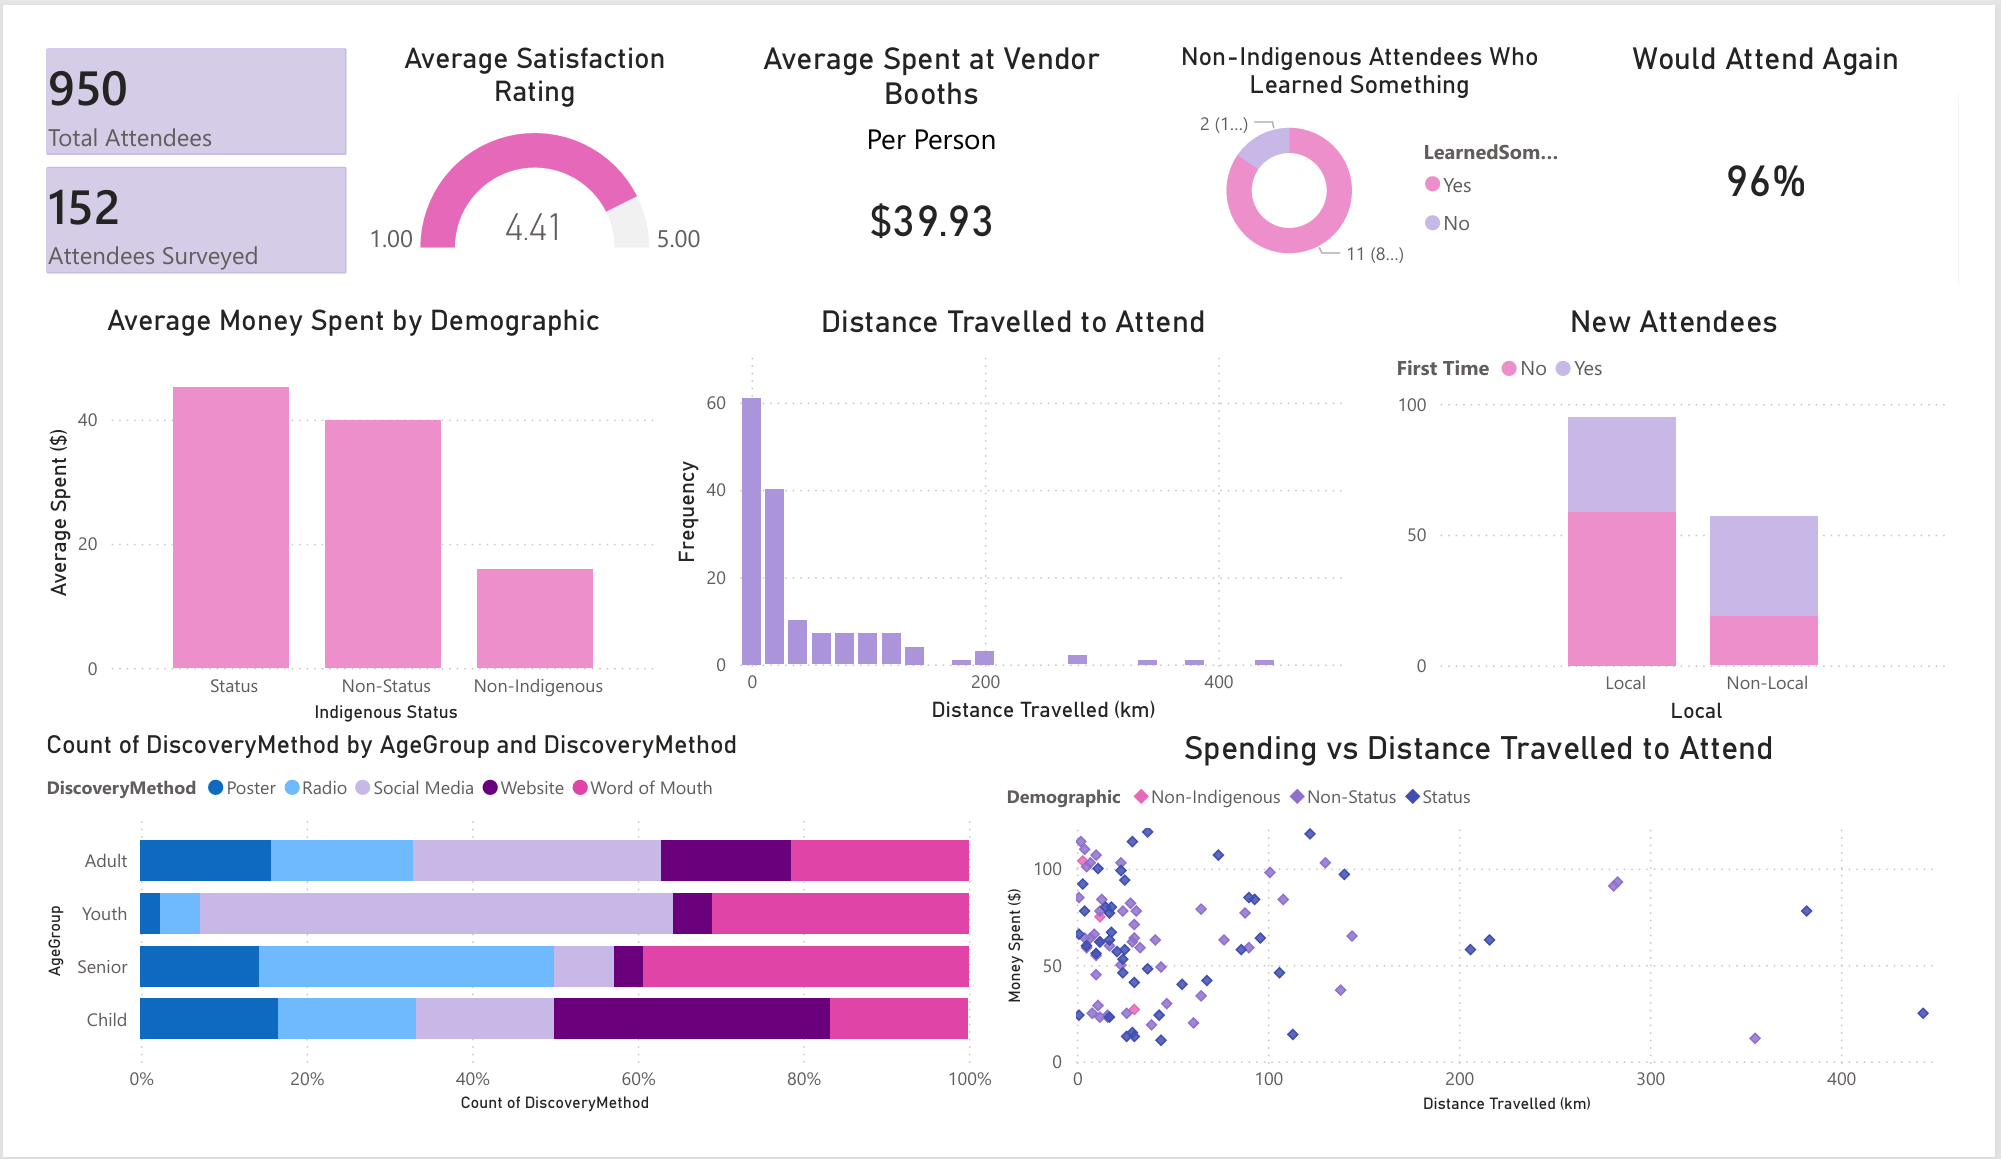 950
Total Attendees
152
Attendees Surveyed
Average Satisfaction
Rating
1.00
4.41
5.00
Average Spent at Vendor
Booths
Per Person
$39.93
Non-Indigenous Attendees Who
Learned Something
2 (1...)
11 (8...)
LearnedSom...
Yes
No
Would Attend Again
96%
Average Money Spent by Demographic
Average Spent ($)
40
20
0
Status Non-Status Non-Indigenous
Indigenous Status
Distance Travelled to Attend
Frequency
60
40
20
0
0 200 400
Distance Travelled (km)
New Attendees
First Time No Yes
100
50
0
Local Non-Local
Local
Count of DiscoveryMethod by AgeGroup and DiscoveryMethod
DiscoveryMethod Poster Radio Social Media Website Word of Mouth
AgeGroup
Adult
Youth
Senior
Child
0% 20% 40% 60% 80% 100%
Count of DiscoveryMethod
Spending vs Distance Travelled to Attend
Demographic Non-Indigenous Non-Status Status
Money Spent ($)
100
50
0
0 100 200 300 400
Distance Travelled (km)